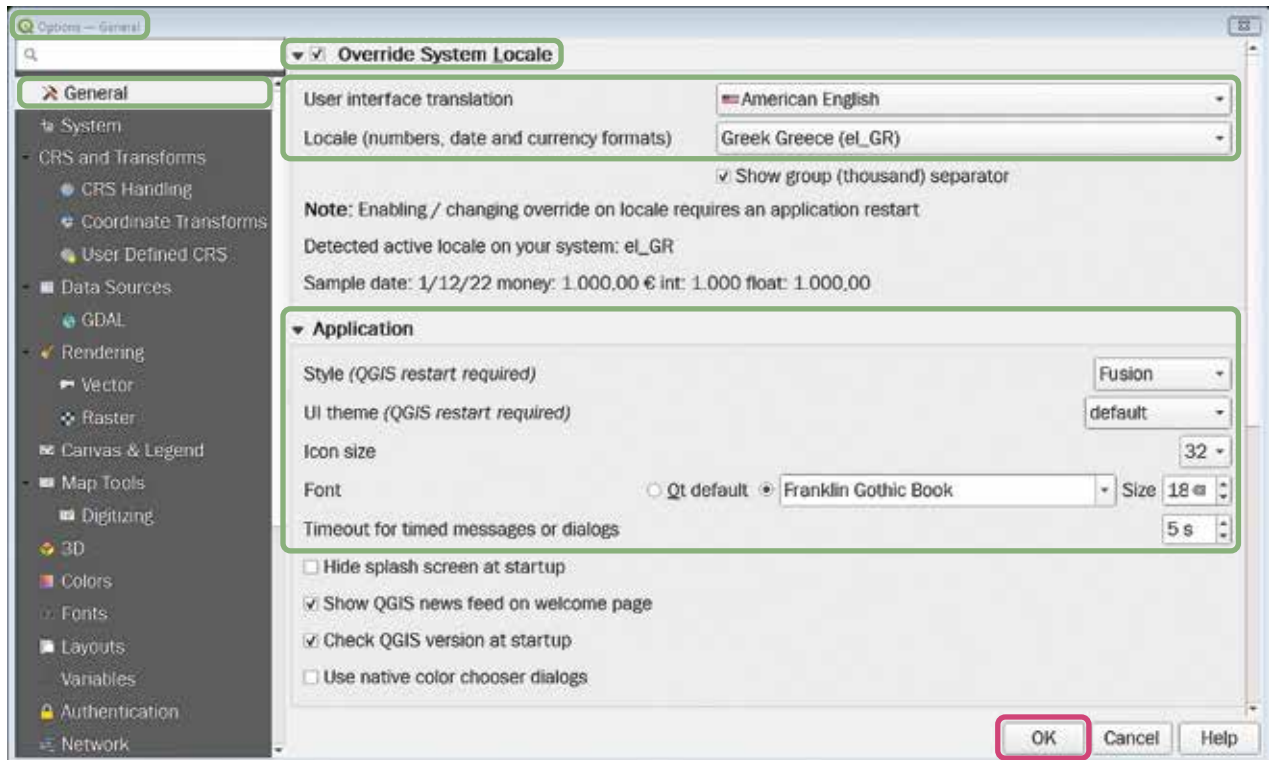 Options — General
General
System
CRS and Transforms
CRS Handling
Coordinate Transforms
User Defined CRS
Data Sources
GDAL
Rendering
Vector
Raster
Canvas & Legend
Map Tools
Digitizing
3D
Colors
Fonts
Layouts
Variables
Authentication
Network
Override System Locale
User interface translation American English
Locale (numbers, date and currency formats) Greek Greece (el_GR)
Show group (thousand) separator
Note: Enabling / changing override on locale requires an application restart
Detected active locale on your system: el_GR
Sample date: 1/12/22 money: 1.000,00 € int: 1.000 float: 1.000,00
Application
Style (QGIS restart required) Fusion
UI theme (QGIS restart required) default
Icon size 32
Font Qt default Franklin Gothic Book Size 18
Timeout for timed messages or dialogs 5 s
Hide splash screen at startup
Show QGIS news feed on welcome page
Check QGIS version at startup
Use native color chooser dialogs
OK Cancel Help